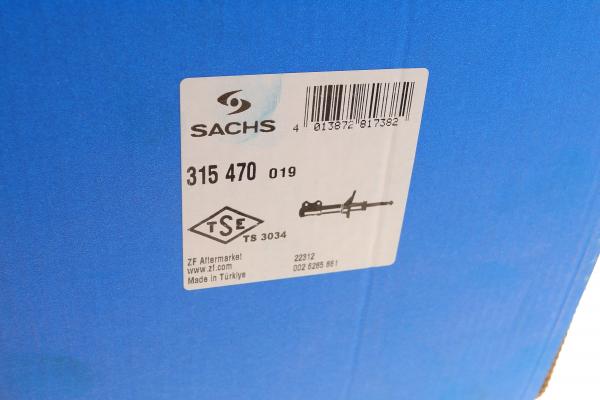 SACHS
4 013872 817382
315 470 019
TSE
TS 3034
ZF Aftermarket
www.zf.com
Made in Türkiye
22312
002 6265 861